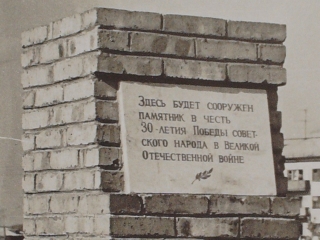 Здесь будет сооружен
памятник в честь
30-летия Победы совет-
ского народа в Великой
Отечественной войне